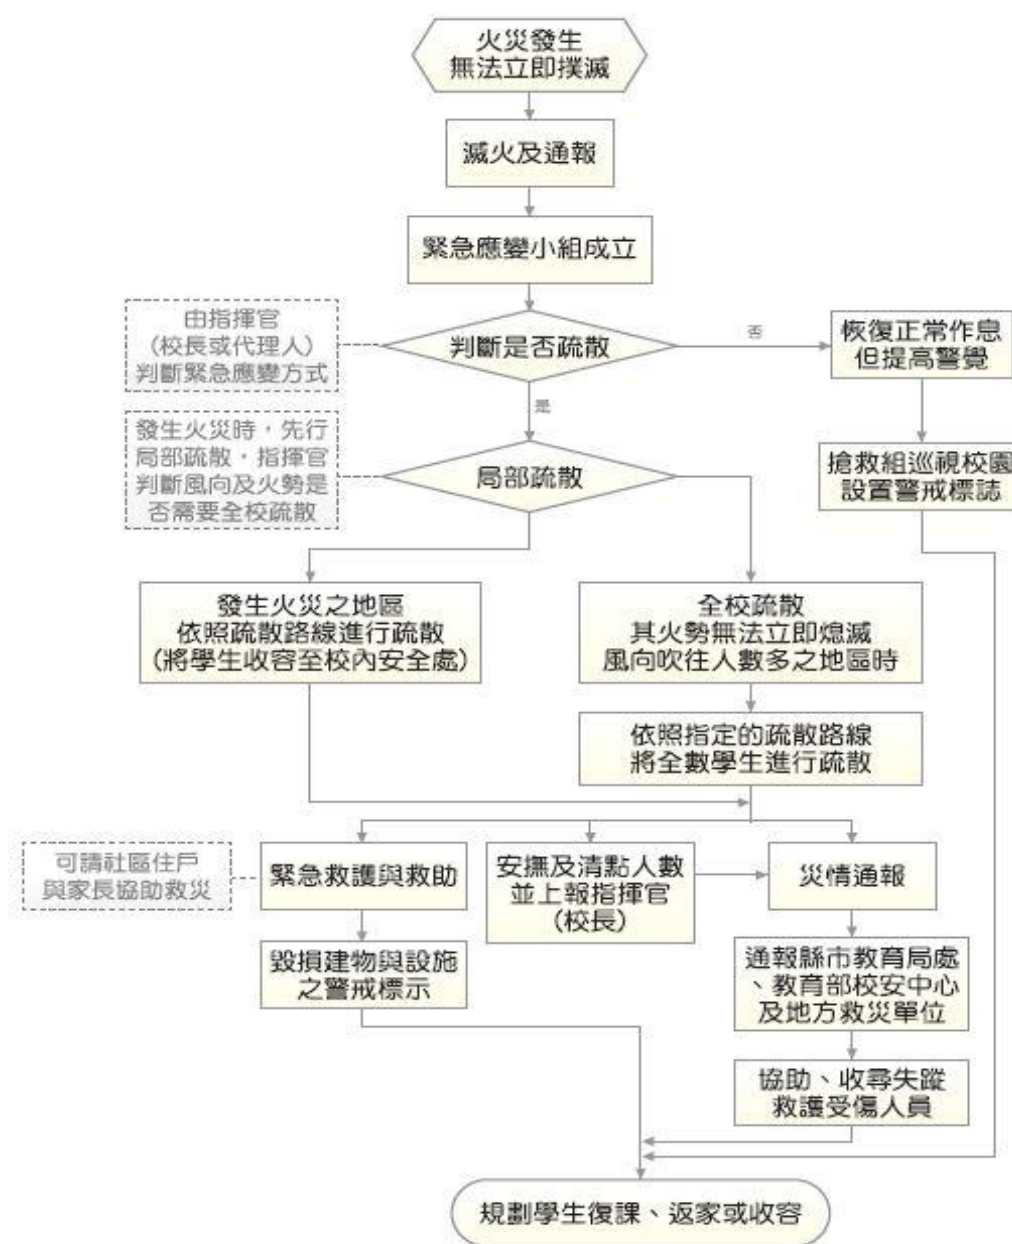 火災發生
無法立即撲滅
滅火及通報
緊急應變小組成立
由指揮官
(校長或代理人)
判斷緊急應變方式
判斷是否疏散
否
恢復正常作息
但提高警覺
是
發生火災時，先行
局部疏散，指揮官
判斷風向及火勢是
否需要全校疏散
局部疏散
搶救組巡視校園
設置警戒標誌
發生火災之地區
依照疏散路線進行疏散
(將學生收容至校內安全處)
全校疏散
其火勢無法立即熄滅
風向吹往人數多之地區時
依照指定的疏散路線
將全數學生進行疏散
可請社區住戶
與家長協助救災
緊急救護與救助
安撫及清點人數
並上報指揮官
(校長)
災情通報
毀損建物與設施
之警戒標示
通報縣市教育局處
、教育部校安中心
及地方救災單位
協助、收尋失蹤
救護受傷人員
規劃學生復課、返家或收容